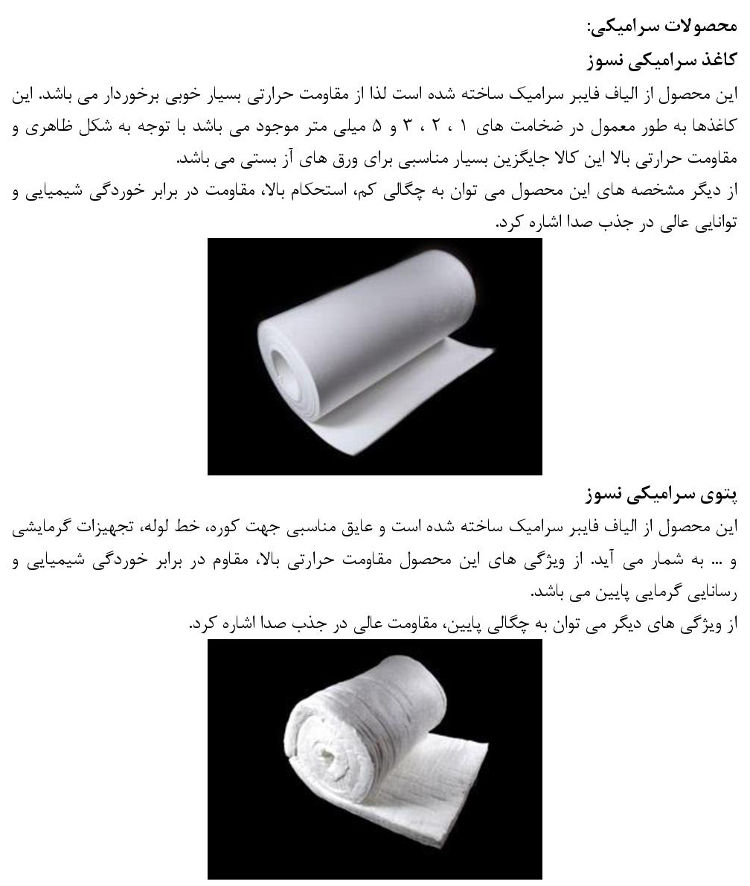 محصولات سرامیکی:
کاغذ سرامیکی نسوز
این محصول از الیاف فایبر سرامیک ساخته شده است لذا از مقاومت حرارتی بسیار خوبی برخوردار می باشد. این
کاغذها به طور معمول در ضخامت های ۱ ، ۲ ، ۳ و ۵ میلی متر موجود می باشد با توجه به شکل ظاهری و
مقاومت حرارتی بالا این کالا جایگزین بسیار مناسبی برای ورق های آز بستی می باشد.
از دیگر مشخصه های این محصول می توان به چگالی کم، استحکام بالا، مقاومت در برابر خوردگی شیمیایی و
توانایی عالی در جذب صدا اشاره کرد.
پتوی سرامیکی نسوز
این محصول از الیاف فایبر سرامیک ساخته شده است و عایق مناسبی جهت کوره، خط لوله، تجهیزات گرمایشی
و ... به شمار می آید. از ویژگی های این محصول مقاومت حرارتی بالا، مقاوم در برابر خوردگی شیمیایی و
رسانایی گرمایی پایین می باشد.
از ویژگی های دیگر می توان به چگالی پایین، مقاومت عالی در جذب صدا اشاره کرد.